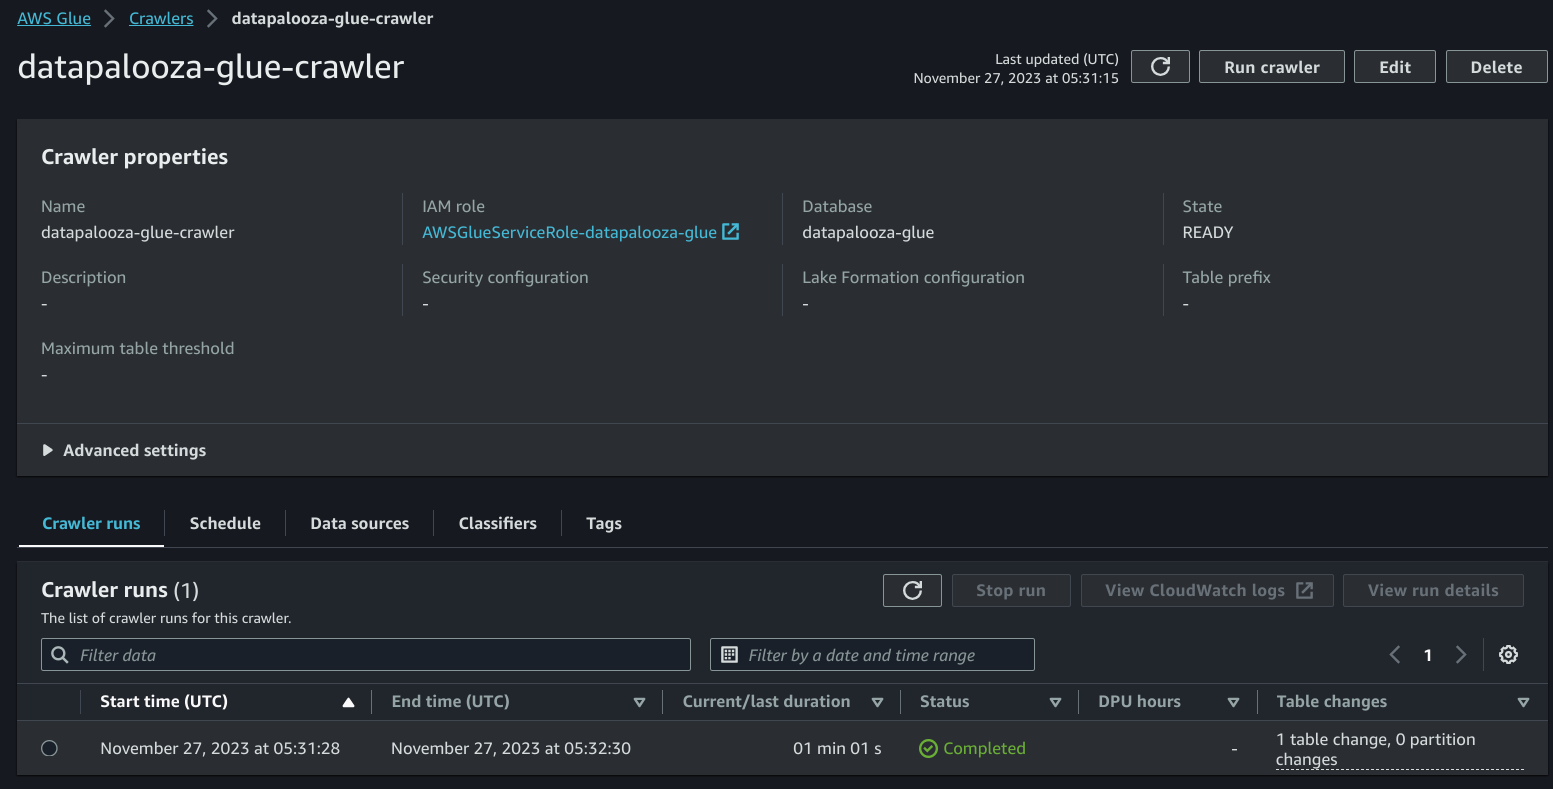 AWS Glue > Crawlers > datapalooza-glue-crawler
datapalooza-glue-crawler
Last updated (UTC)
November 27, 2023 at 05:31:15
Run crawler
Edit
Delete
Crawler properties
Name
datapalooza-glue-crawler
IAM role
AWSGlueServiceRole-datapalooza-glue
Database
datapalooza-glue
State
READY
Description
-
Security configuration
-
Lake Formation configuration
-
Table prefix
-
Maximum table threshold
-
Advanced settings
Crawler runs
Schedule
Data sources
Classifiers
Tags
Crawler runs (1)
The list of crawler runs for this crawler.
Stop run
View CloudWatch logs
View run details
Filter data
Filter by a date and time range
1
Start time (UTC)
End time (UTC)
Current/last duration
Status
DPU hours
Table changes
November 27, 2023 at 05:31:28
November 27, 2023 at 05:32:30
01 min 01 s
Completed
-
1 table change, 0 partition
changes